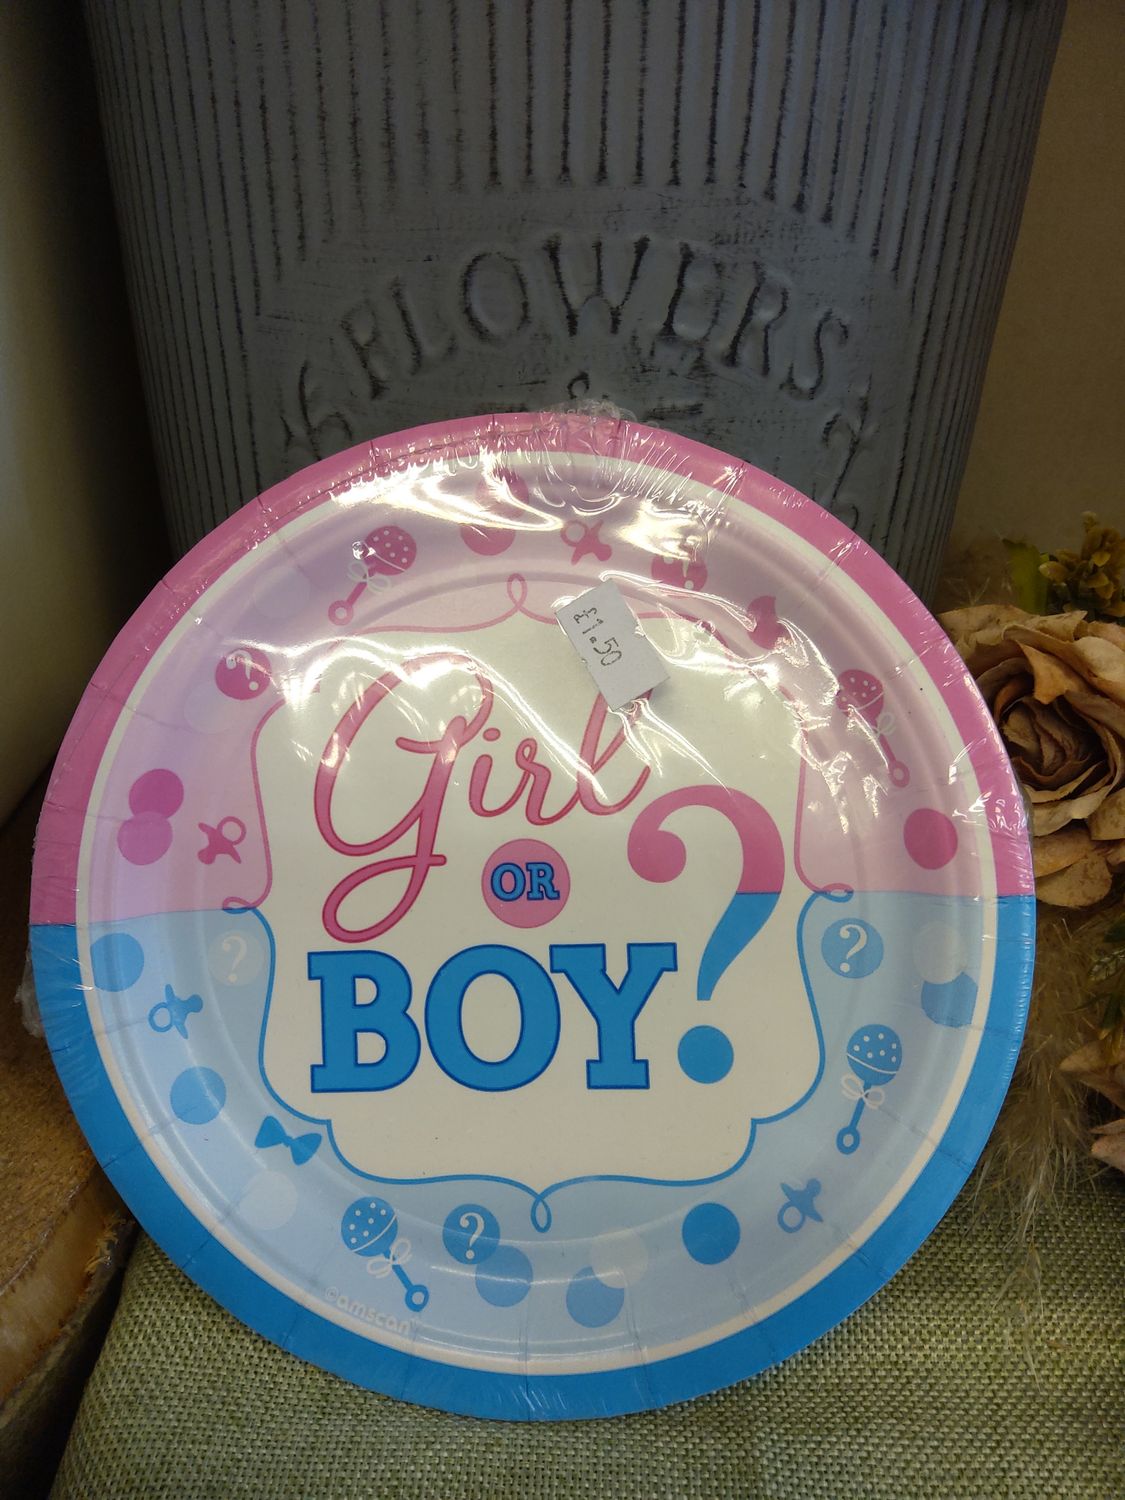 FLOWERS
&
£1.50
Girl
OR
BOY?
?
?
?
?
?
©amscan